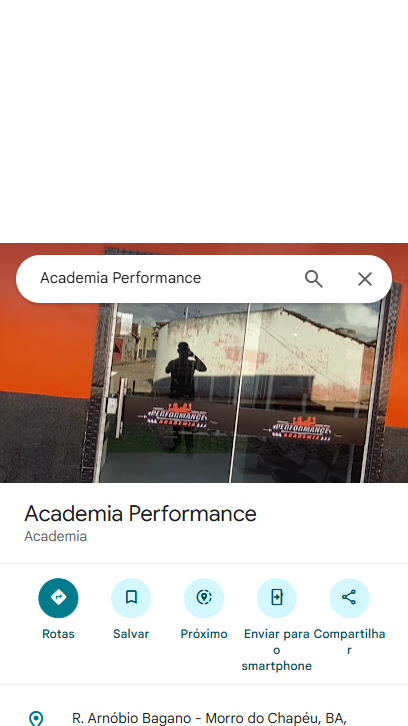 Academia Performance
PERFORMANCE
ACADEMIA
PERFORMANCE
ACADEMIA
Academia Performance
Academia
Rotas
Salvar
Próximo
Enviar para
o
smartphone
Compartilha
r
R. Arnóbio Bagano - Morro do Chapéu, BA,